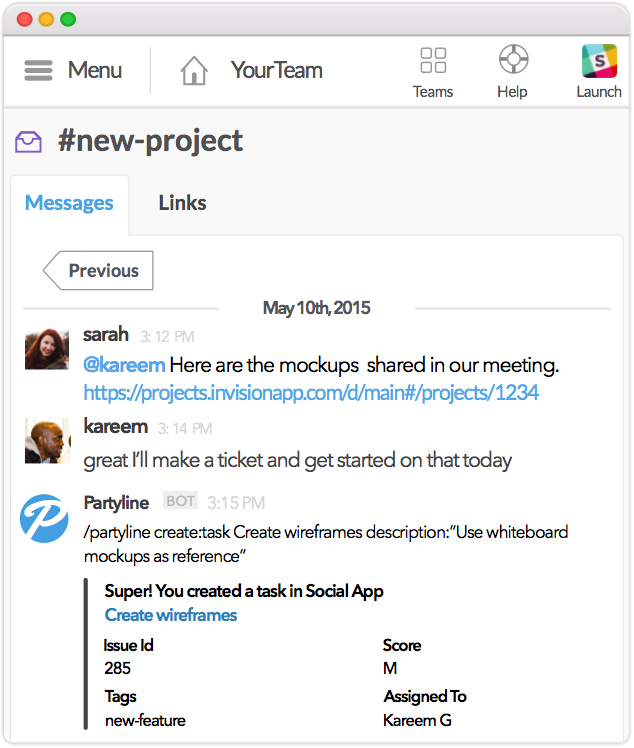 Menu
YourTeam
Teams
Help
S
Launch
#new-project
Messages
Links
Previous
May 10th, 2015
sarah 3:12 PM
@kareem Here are the mockups shared in our meeting.
https://projects.invisionapp.com/d/main#/projects/1234
kareem 3:14 PM
great I'll make a ticket and get started on that today
P
Partyline BOT 3:15 PM
/partyline create:task Create wireframes description:”Use whiteboard
mockups as reference”
Super! You created a task in Social App
Create wireframes
Issue Id Score
285 M
Tags Assigned To
new-feature Kareem G